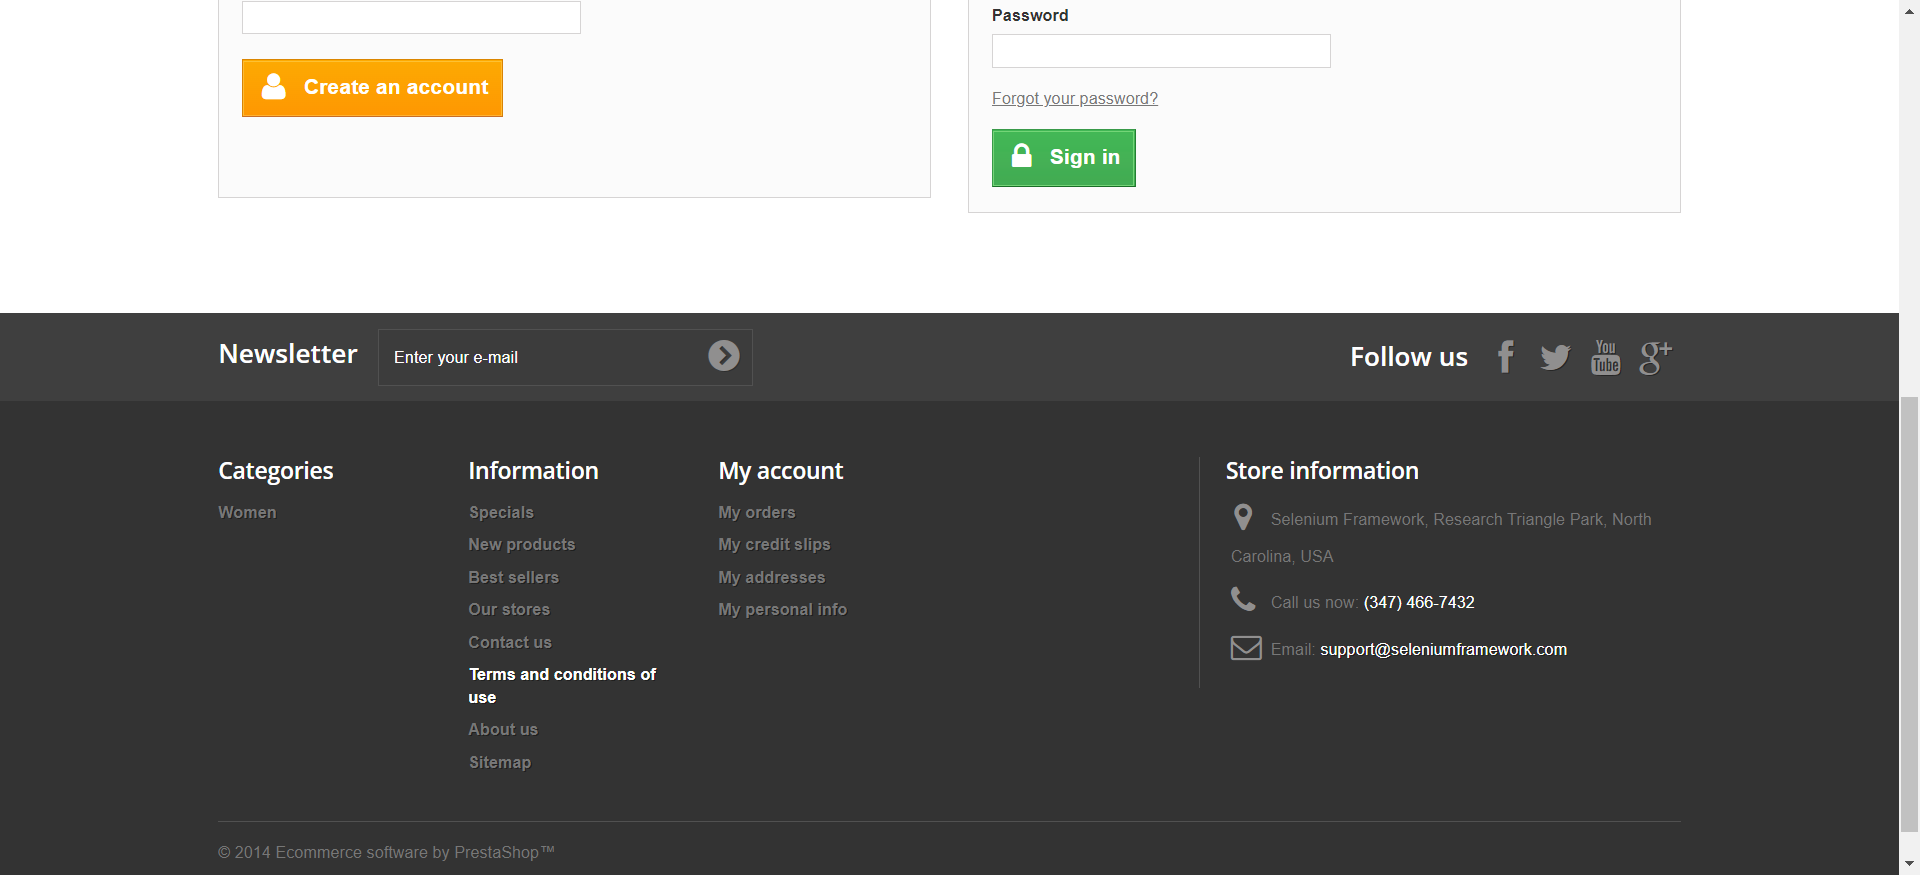 Password
Create an account
Forgot your password?
Sign in
Newsletter
Enter your e-mail
Follow us
f
You
Tube
g+
Categories
Women
Information
Specials
New products
Best sellers
Our stores
Contact us
Terms and conditions of
use
About us
Sitemap
My account
My orders
My credit slips
My addresses
My personal info
Store information
Selenium Framework, Research Triangle Park, North
Carolina, USA
Call us now: (347) 466-7432
Email: support@seleniumframework.com
© 2014 Ecommerce software by PrestaShop™